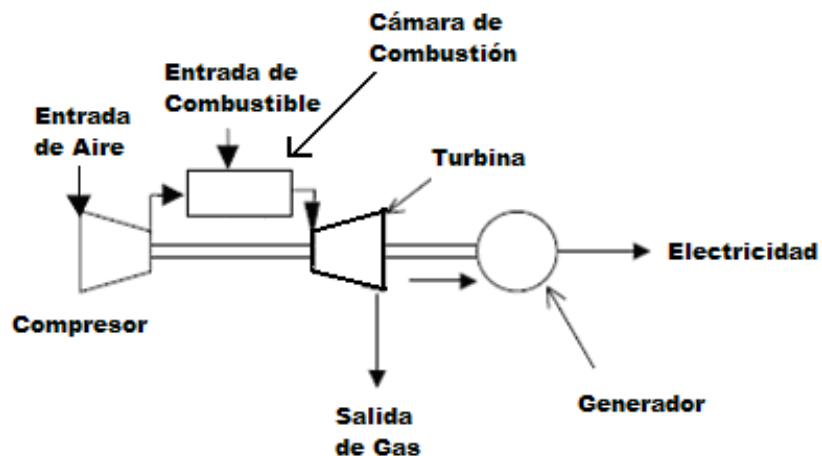 Cámara de
Combustión
Entrada de
Combustible
Entrada
de Aire
Turbina
Electricidad
Compresor
Generador
Salida
de Gas